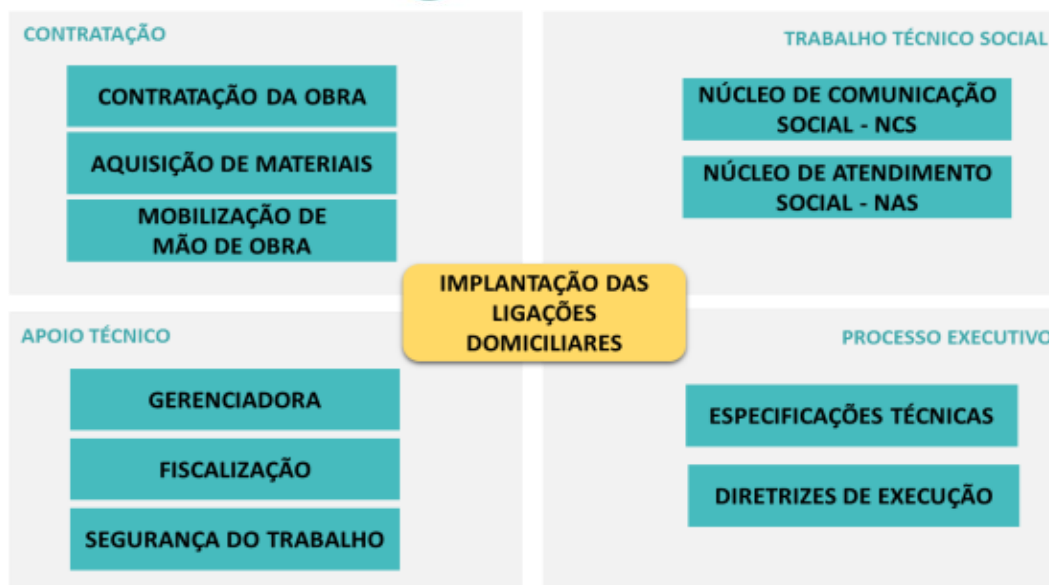 CONTRATAÇÃO
CONTRATAÇÃO DA OBRA
AQUISIÇÃO DE MATERIAIS
MOBILIZAÇÃO DE
MÃO DE OBRA
TRABALHO TÉCNICO SOCIAL
NÚCLEO DE COMUNICAÇÃO
SOCIAL - NCS
NÚCLEO DE ATENDIMENTO
SOCIAL - NAS
IMPLANTAÇÃO DAS
LIGAÇÕES
DOMICILIARES
APOIO TÉCNICO
GERENCIADORA
FISCALIZAÇÃO
SEGURANÇA DO TRABALHO
PROCESSO EXECUTIVO
ESPECIFICAÇÕES TÉCNICAS
DIRETRIZES DE EXECUÇÃO